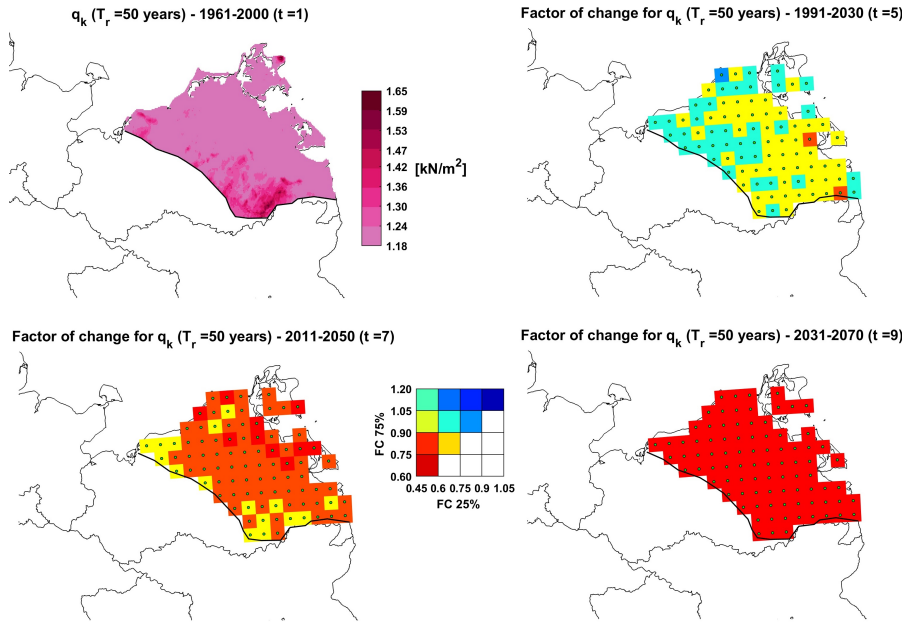 q_k (T_r =50 years) - 1961-2000 (t =1)
Factor of change for q_k (T_r =50 years) - 1991-2030 (t =5)
1.65
1.59
1.53
1.47
1.42
1.36
1.30
1.24
1.18
[kN/m²]
Factor of change for q_k (T_r =50 years) - 2011-2050 (t =7)
Factor of change for q_k (T_r =50 years) - 2031-2070 (t =9)
FC 75%
1.20
1.05
0.90
0.75
0.60
0.45 0.6 0.75 0.9 1.05
FC 25%